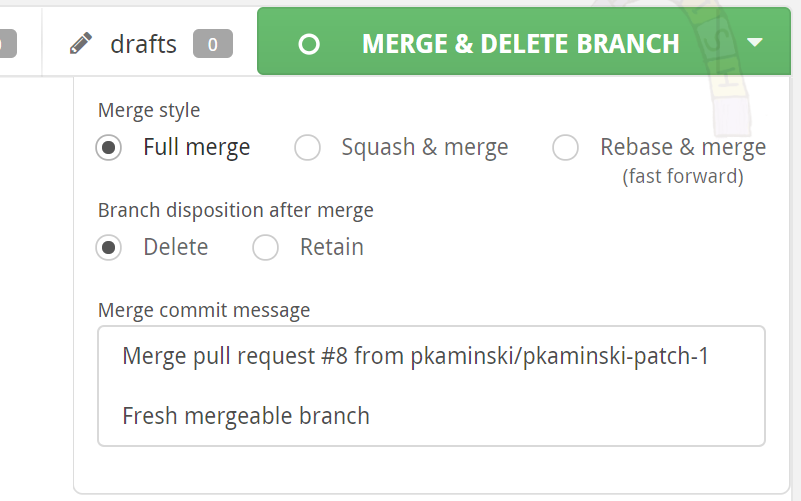 drafts 0 MERGE & DELETE BRANCH
Merge style
Full merge Squash & merge Rebase & merge
(fast forward)
Branch disposition after merge
Delete Retain
Merge commit message
Merge pull request #8 from pkaminski/pkaminski-patch-1
Fresh mergeable branch